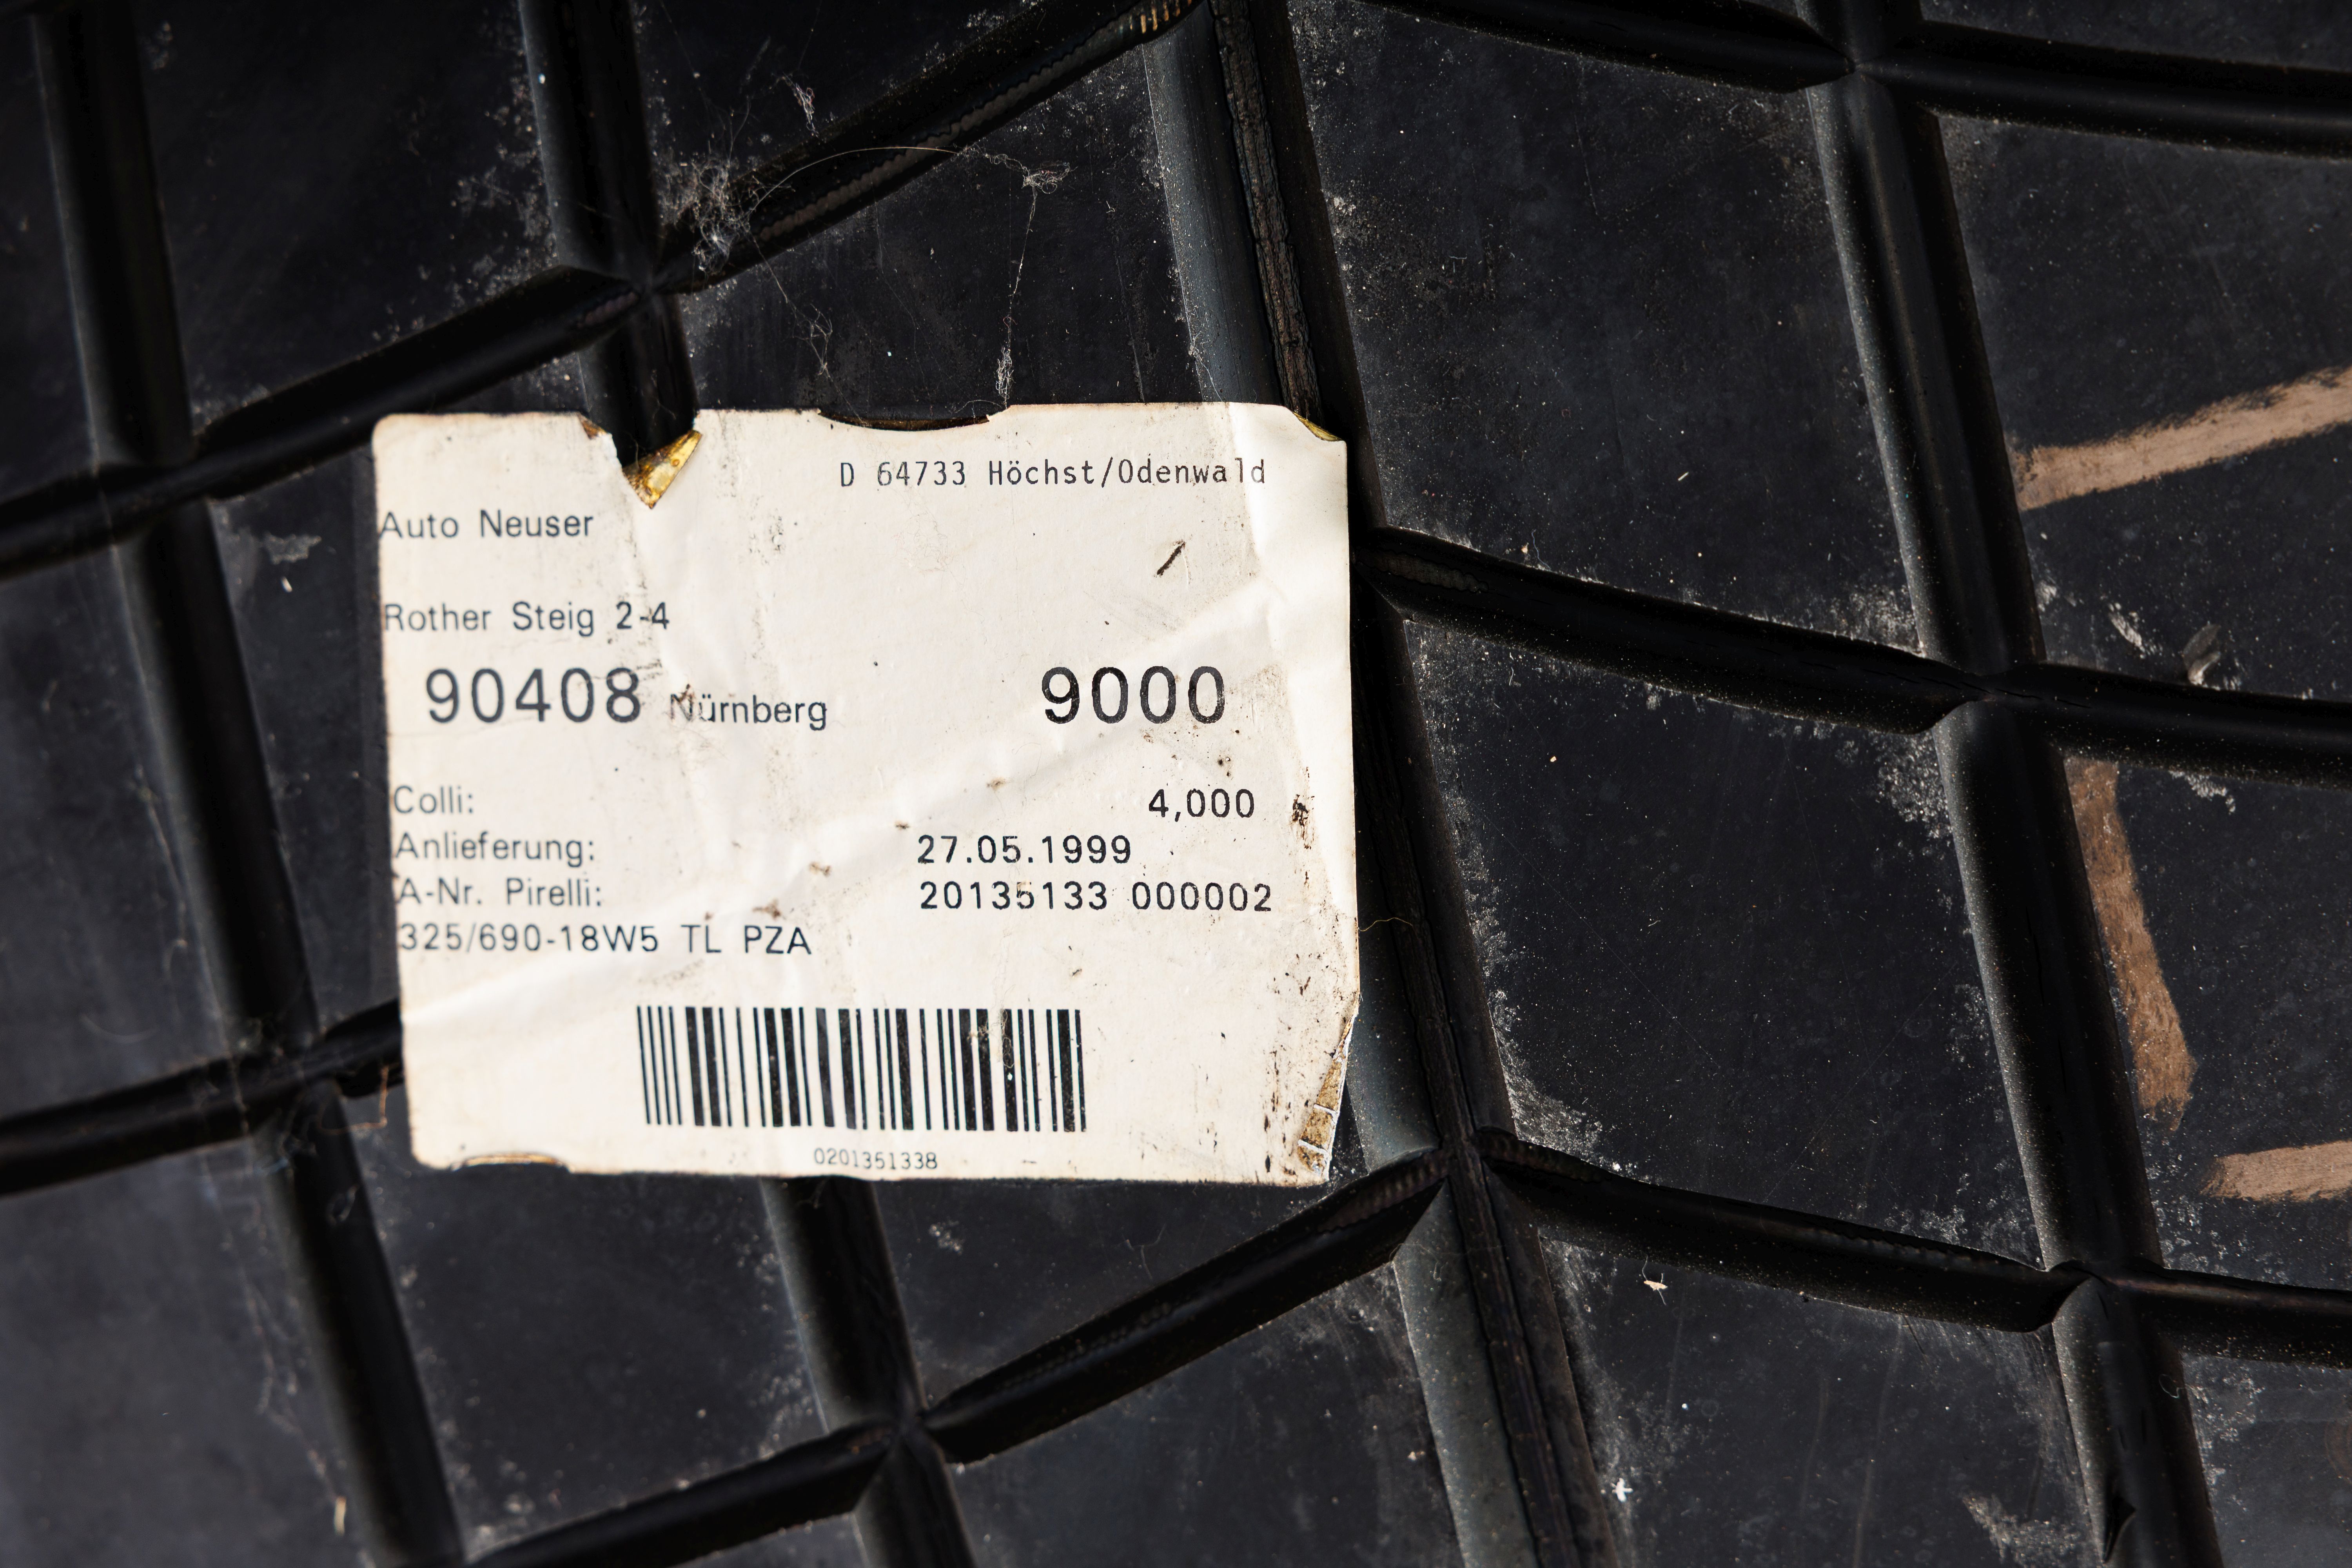 D 64733 Höchst/Odenwald
Auto Neuser
Rother Steig 2-4
90408 Nürnberg 9000
Colli: 4,000
Anlieferung: 27.05.1999
A-Nr. Pirelli: 20135133 000002
325/690-18W5 TL PZA
0201351338